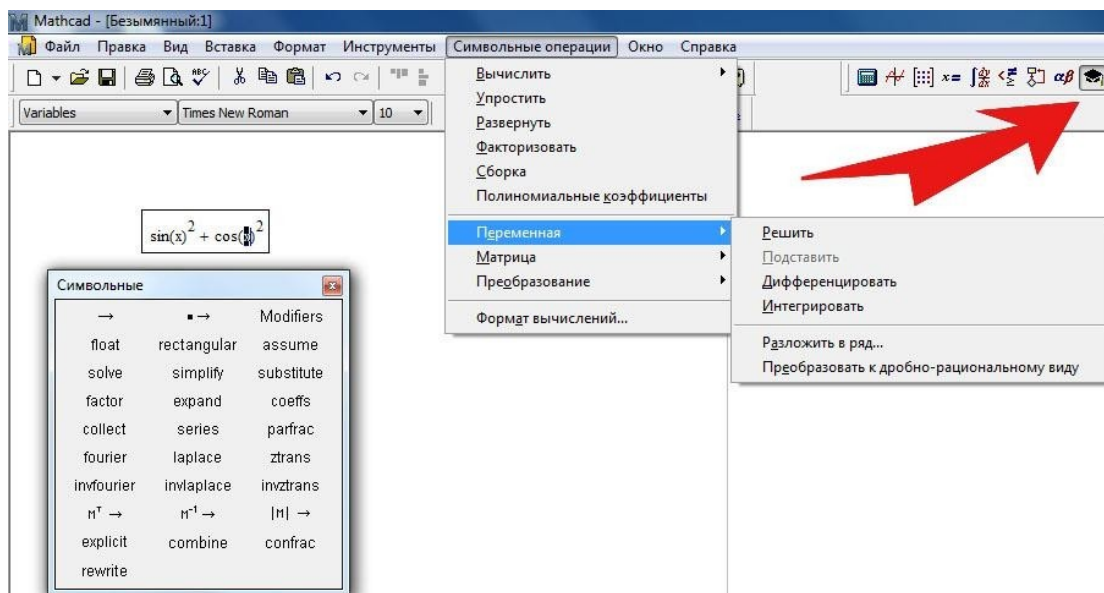 Mathcad - [Безымянный:1]
Файл Правка Вид Вставка Формат Инструменты Символьные операции Окно Справка
Variables Times New Roman 10
x= αβ
Вычислить
Упростить
Развернуть
Факторизовать
Сборка
Полиномиальные коэффициенты
Переменная
Матрица
Преобразование
Формат вычислений...
Решить
Подставить
Дифференцировать
Интегрировать
Разложить в ряд...
Преобразовать к дробно-рациональному виду
sin(x)² + cos(x)²
Символьные
→ ▪→ Modifiers
float rectangular assume
solve simplify substitute
factor expand coeffs
collect series parfrac
fourier laplace ztrans
invfourier invlaplace invztrans
Mᵀ → M⁻¹ → |M| →
explicit combine confrac
rewrite